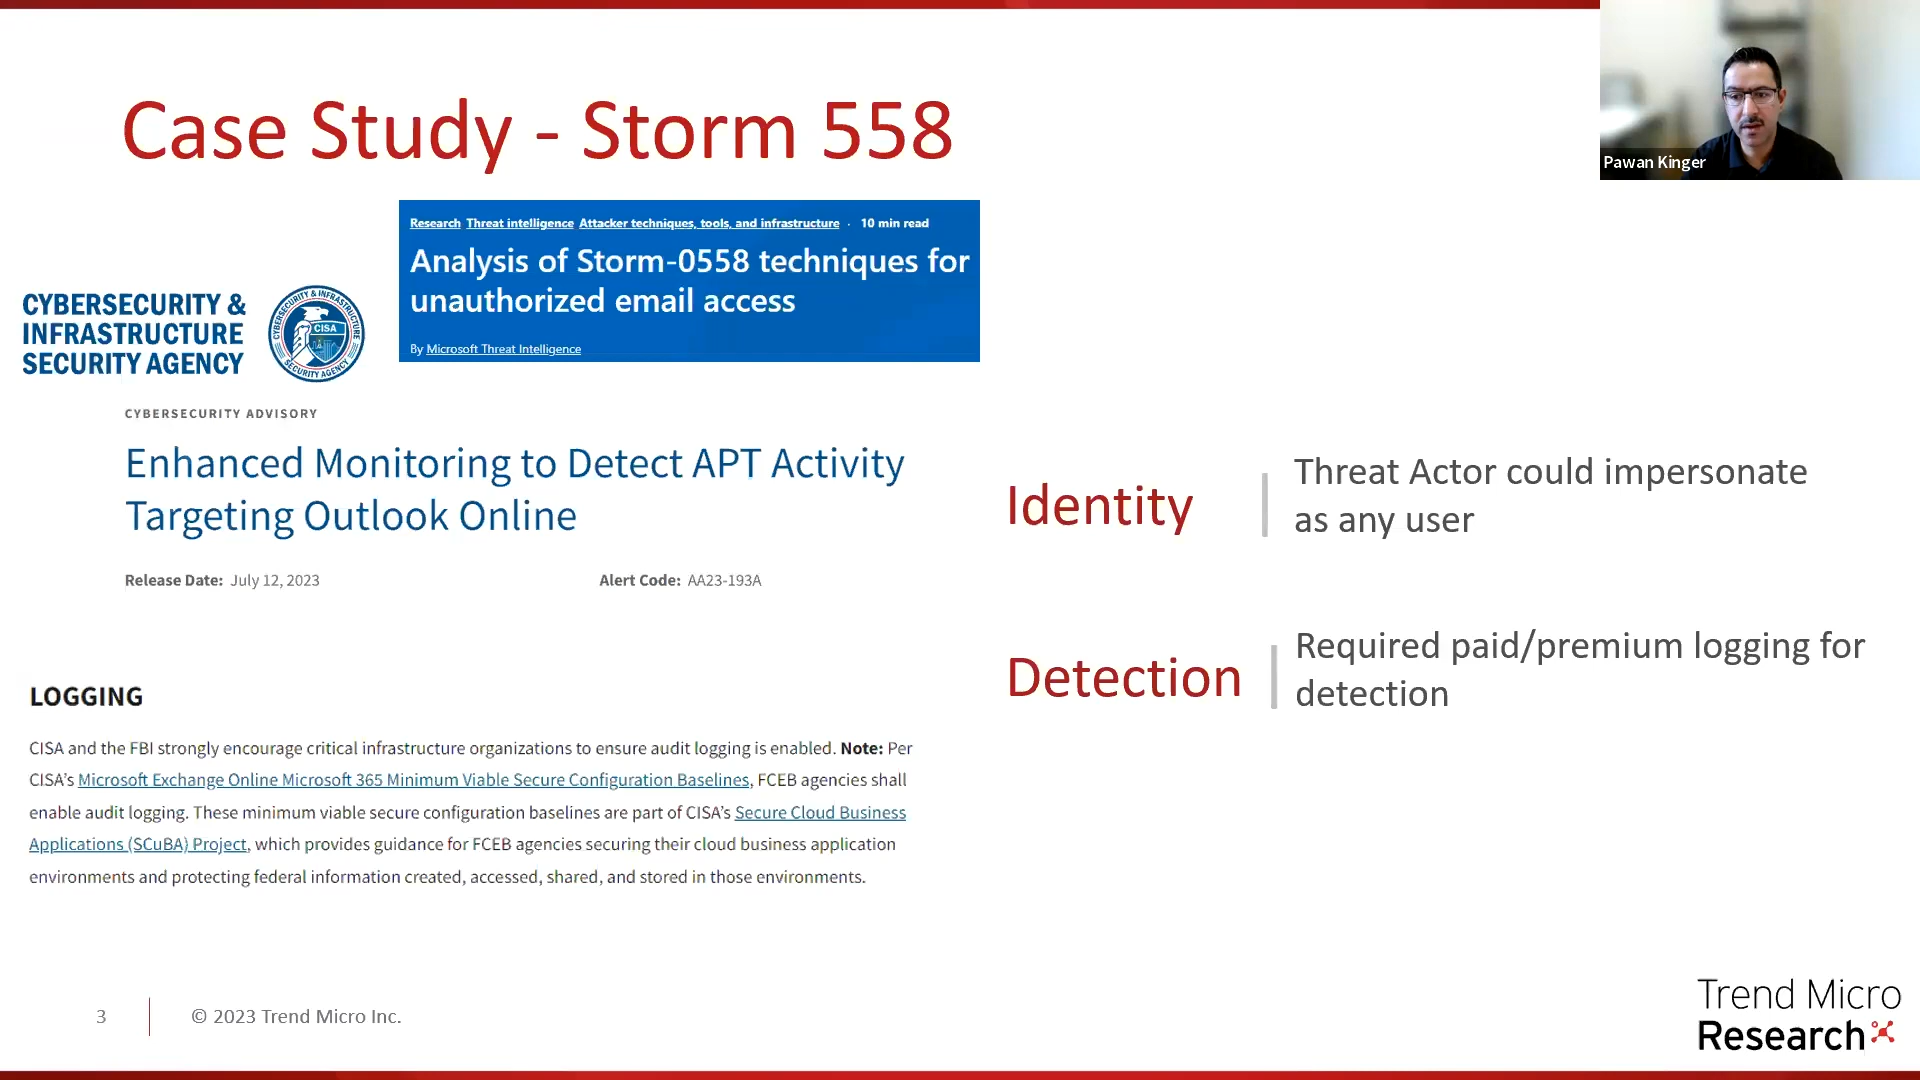 Case Study - Storm 558
Pawan Kinger
Research Threat intelligence Attacker techniques, tools, and infrastructure · 10 min read
Analysis of Storm-0558 techniques for
unauthorized email access
By Microsoft Threat Intelligence
CYBERSECURITY &
INFRASTRUCTURE
SECURITY AGENCY
CYBERSECURITY & INFRASTRUCTURE
CISA
SECURITY AGENCY
CYBERSECURITY ADVISORY
Enhanced Monitoring to Detect APT Activity
Targeting Outlook Online
Release Date: July 12, 2023
Alert Code: AA23-193A
LOGGING
CISA and the FBI strongly encourage critical infrastructure organizations to ensure audit logging is enabled. Note: Per
CISA’s Microsoft Exchange Online Microsoft 365 Minimum Viable Secure Configuration Baselines, FCEB agencies shall
enable audit logging. These minimum viable secure configuration baselines are part of CISA’s Secure Cloud Business
Applications (SCuBA) Project, which provides guidance for FCEB agencies securing their cloud business application
environments and protecting federal information created, accessed, shared, and stored in those environments.
Identity
Threat Actor could impersonate
as any user
Detection
Required paid/premium logging for
detection
3
© 2023 Trend Micro Inc.
Trend Micro
Research